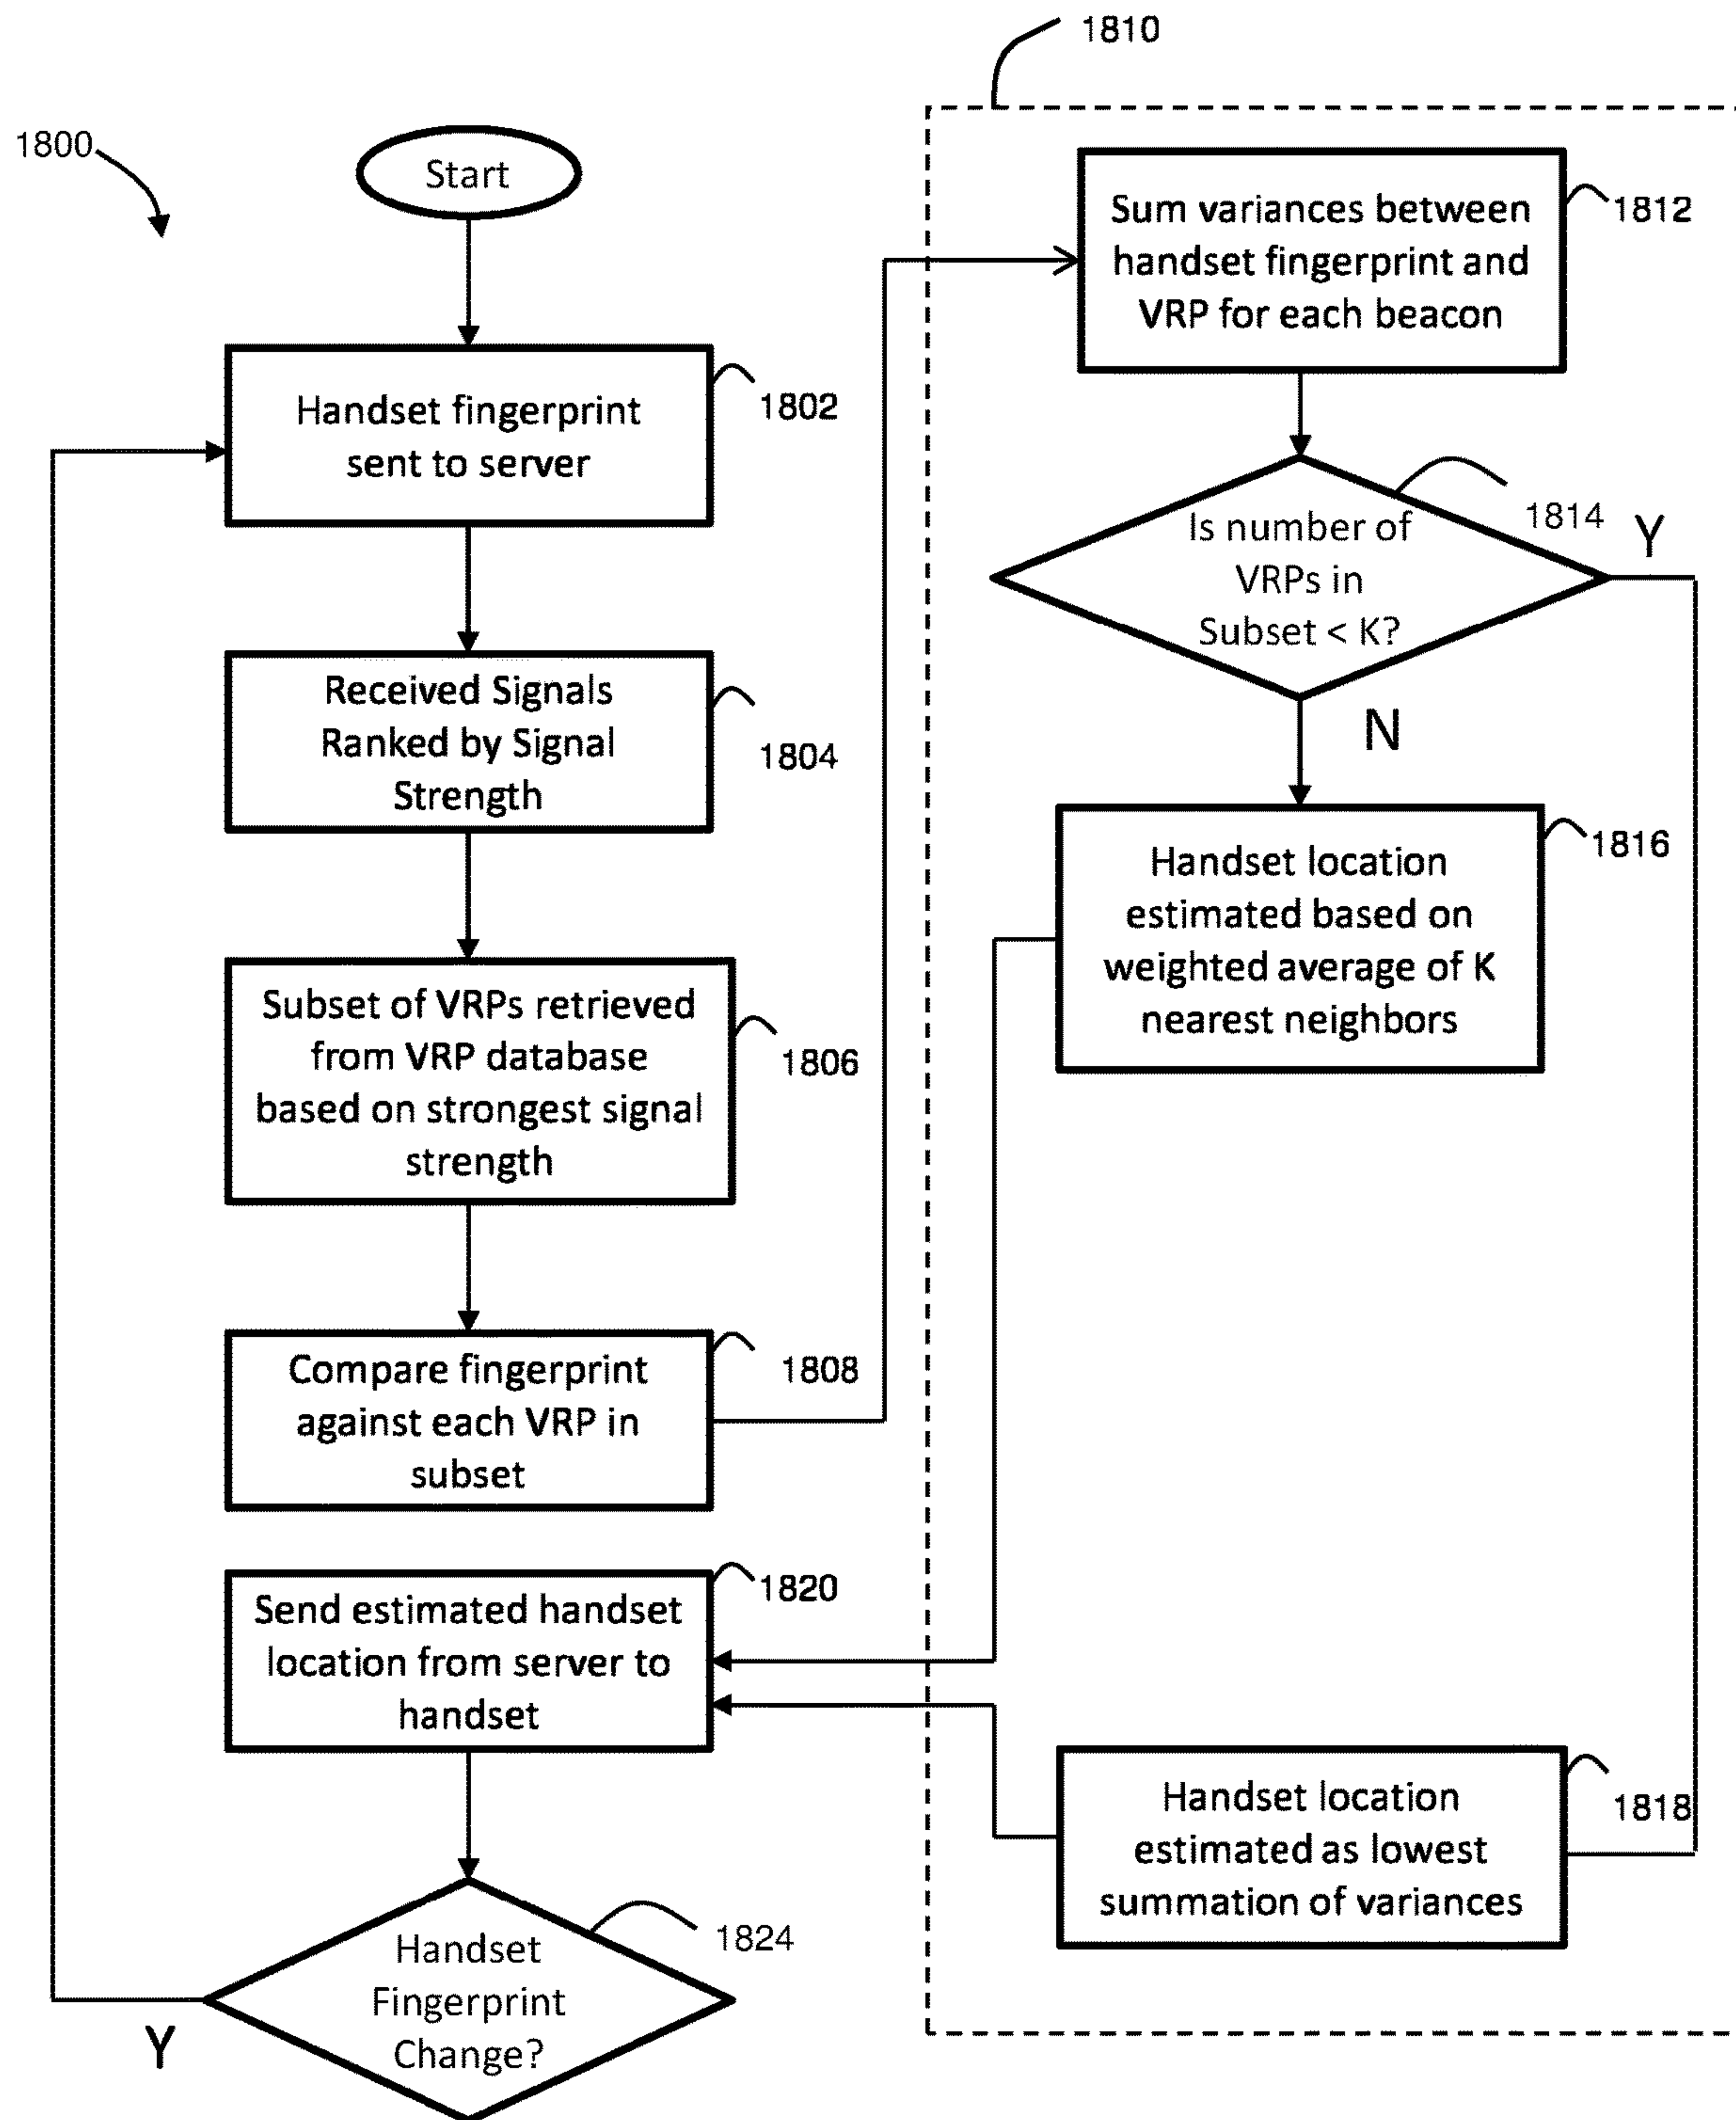 1810
1800
Start
Sum variances between
handset fingerprint and
VRP for each beacon
1812
Handset fingerprint
sent to server
1802
Is number of
VRPs in
Subset < K?
1814
Y
N
Received Signals
Ranked by Signal
Strength
1804
Handset location
estimated based on
weighted average of K
nearest neighbors
1816
Subset of VRPs retrieved
from VRP database
based on strongest signal
strength
1806
Compare fingerprint
against each VRP in
subset
1808
Send estimated handset
location from server to
handset
1820
Handset location
estimated as lowest
summation of variances
1818
Handset
Fingerprint
Change?
1824
Y